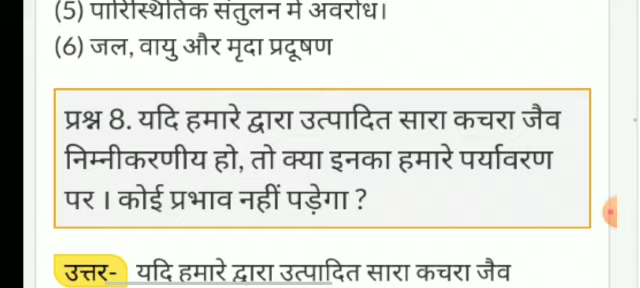 (5) पारिस्थितिक संतुलन में अवरोध।
(6) जल, वायु और मृदा प्रदूषण
प्रश्न 8. यदि हमारे द्वारा उत्पादित सारा कचरा जैव
निम्नीकरणीय हो, तो क्या इनका हमारे पर्यावरण
पर । कोई प्रभाव नहीं पड़ेगा ?
उत्तर- यदि हमारे द्वारा उत्पादित सारा कचरा जैव